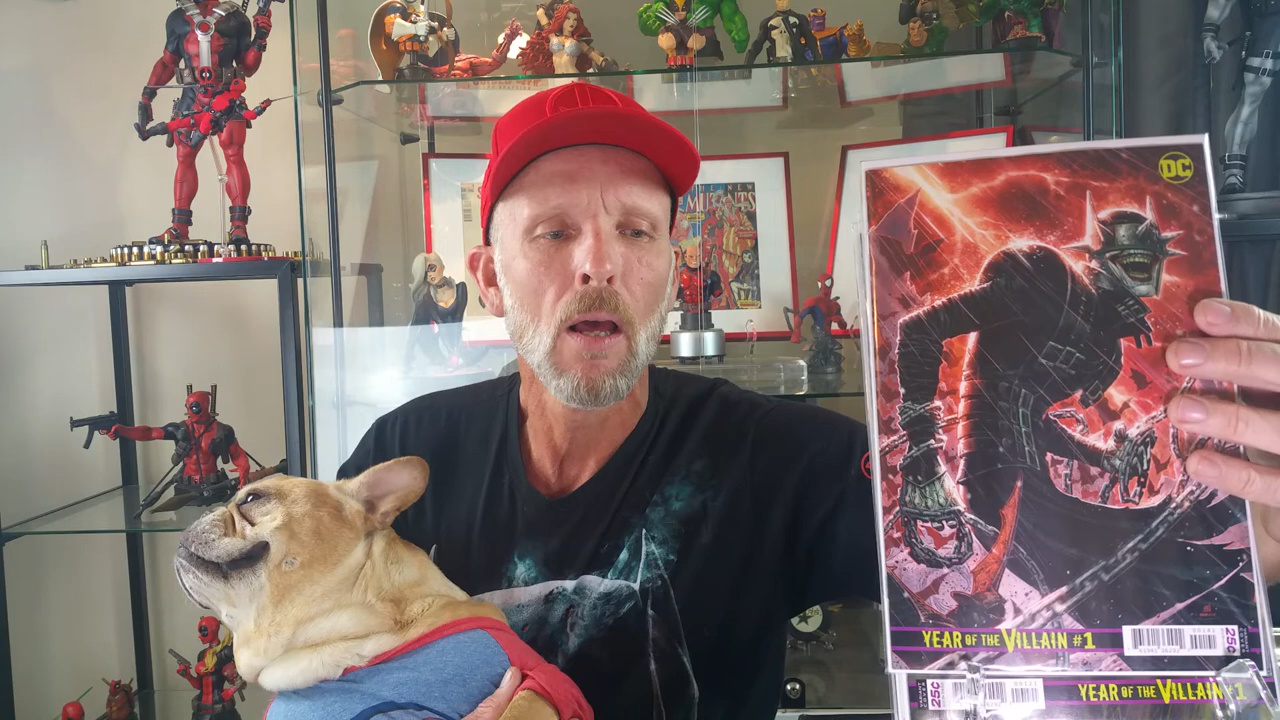 THE NEW
MUTANTS
DC
YEAR OF THE VILLAIN #1
25¢
25¢
YEAR OF THE VILLAIN #1